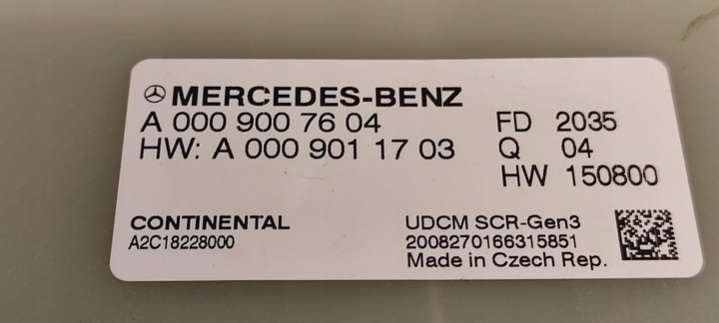 MERCEDES-BENZ
A 000 900 76 04 FD 2035
HW: A 000 901 17 03 Q 04
HW 150800
CONTINENTAL UDCM SCR-Gen3
A2C18228000 2008270166315851
Made in Czech Rep.